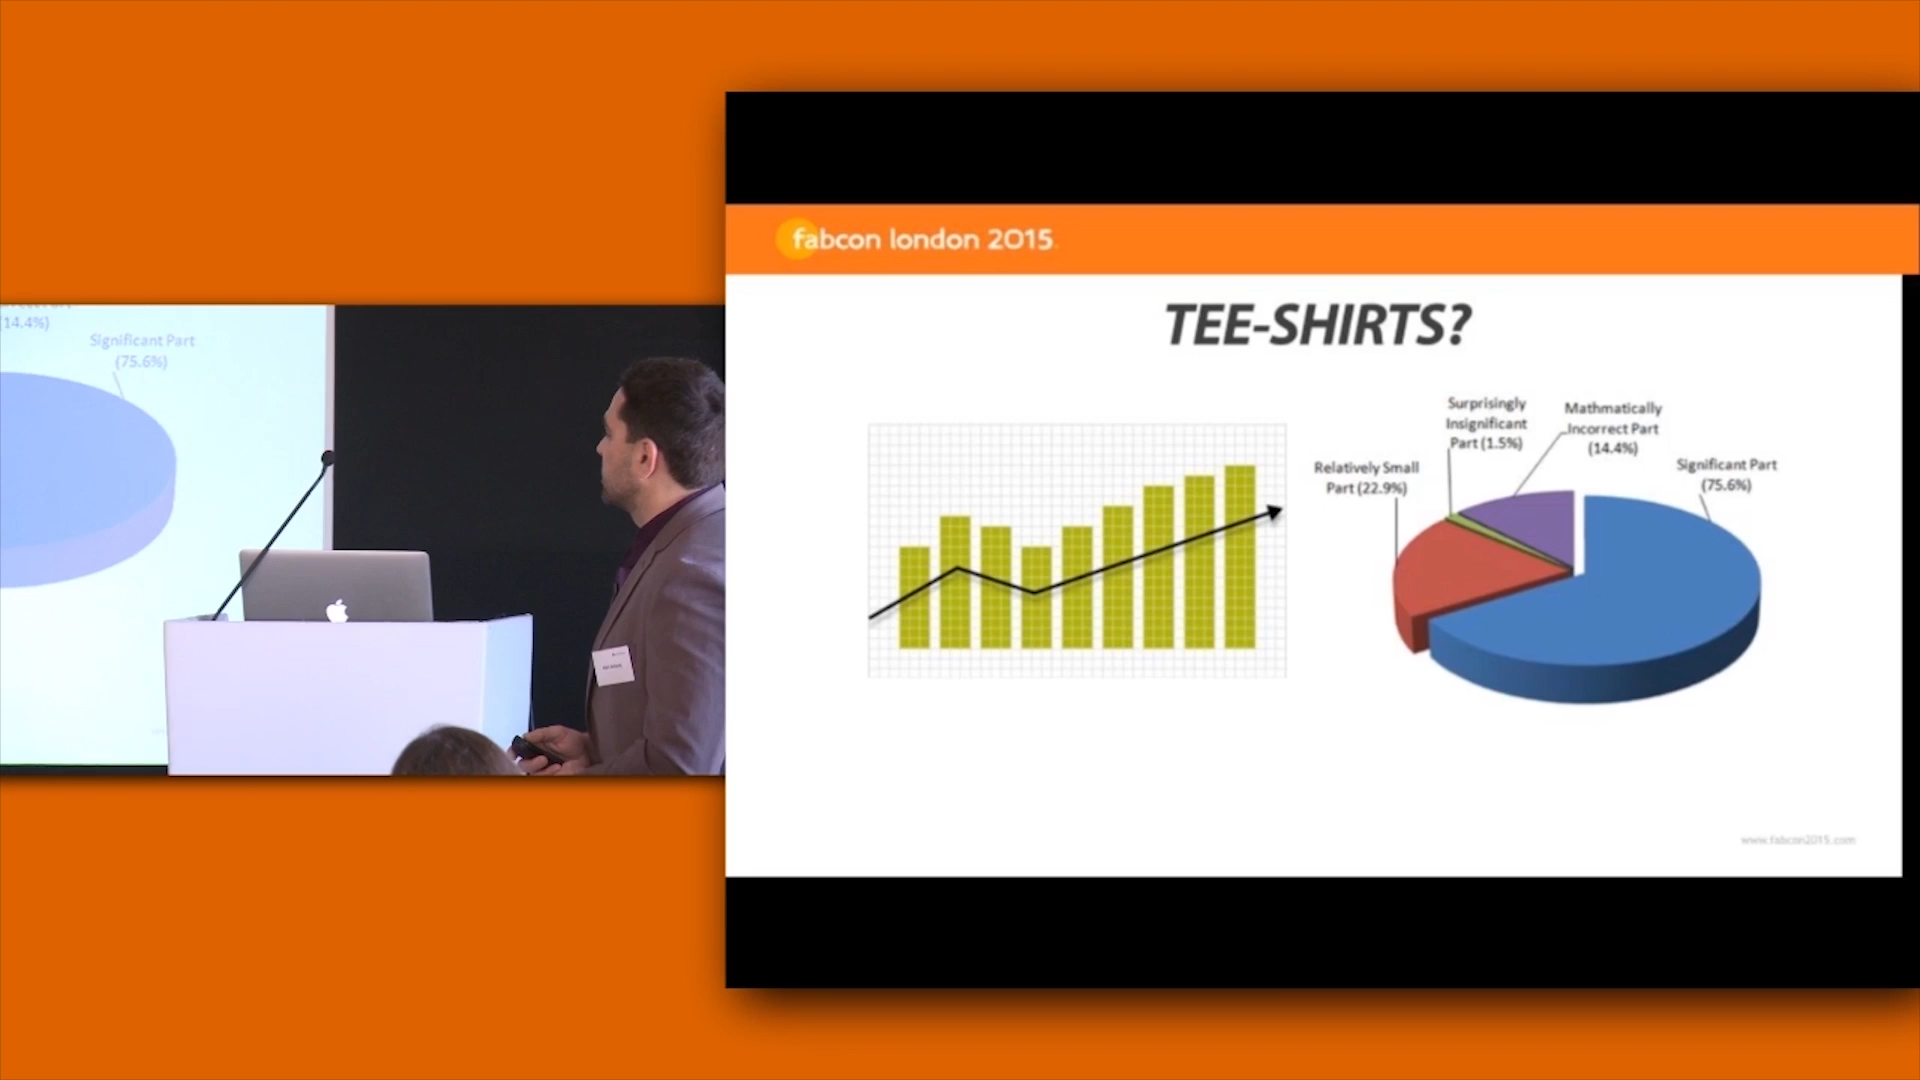 (14.4%)
Significant Part
(75.6%)
fabcon london 2015
TEE-SHIRTS?
Surprisingly
Insignificant
Part (1.5%)
Mathmatically
Incorrect Part
(14.4%)
Relatively Small
Part (22.9%)
Significant Part
(75.6%)
www.fabcon2015.com